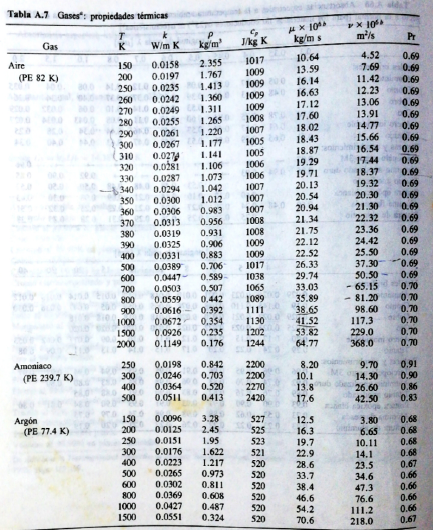 Tabla A.7 Gasesᵃ: propiedades térmicas
Gas T K k W/m K ρ kg/m³ cₚ J/kg K μ × 10⁶ᵇ kg/m s ν × 10⁶ᵇ m²/s Pr
Aire 150 0.0158 2.355 1017 10.64 4.52 0.69
(PE 82 K) 200 0.0197 1.767 1009 13.59 7.69 0.69
250 0.0235 1.413 1009 16.14 11.42 0.69
260 0.0242 1.360 1009 16.63 12.23 0.69
270 0.0249 1.311 1009 17.12 13.06 0.69
280 0.0255 1.265 1008 17.60 13.91 0.69
290 0.0261 1.220 1007 18.02 14.77 0.69
300 0.0267 1.177 1005 18.43 15.66 0.69
310 0.0274 1.141 1005 18.87 16.54 0.69
320 0.0281 1.106 1006 19.29 17.44 0.69
330 0.0287 1.073 1006 19.71 18.37 0.69
340 0.0294 1.042 1007 20.13 19.32 0.69
350 0.0300 1.012 1007 20.54 20.30 0.69
360 0.0306 0.983 1007 20.94 21.30 0.69
370 0.0313 0.956 1008 21.34 22.32 0.69
380 0.0319 0.931 1008 21.75 23.36 0.69
390 0.0325 0.906 1009 22.12 24.42 0.69
400 0.0331 0.883 1009 22.52 25.50 0.69
500 0.0389 0.706 1017 26.33 37.30 0.69
600 0.0447 0.589 1038 29.74 50.50 0.69
700 0.0503 0.507 1065 33.03 65.15 0.70
800 0.0559 0.442 1089 35.89 81.20 0.70
900 0.0616 0.392 1111 38.65 98.60 0.70
1000 0.0672 0.354 1130 41.52 117.3 0.70
1500 0.0926 0.235 1202 53.82 229.0 0.70
2000 0.1149 0.176 1244 64.77 368.0 0.70
Amoniaco 250 0.0198 0.842 2200 8.20 9.70 0.91
(PE 239.7 K) 300 0.0246 0.703 2200 10.1 14.30 0.90
400 0.0364 0.520 2270 13.8 26.60 0.86
500 0.0511 0.413 2420 17.6 42.50 0.83
Argón 150 0.0096 3.28 527 12.5 3.80 0.68
(PE 77.4 K) 200 0.0125 2.45 525 16.3 6.65 0.68
250 0.0151 1.95 523 19.7 10.11 0.68
300 0.0176 1.622 521 22.9 14.1 0.68
400 0.0223 1.217 520 28.6 23.5 0.67
500 0.0265 0.973 520 33.7 34.6 0.66
600 0.0302 0.811 520 38.4 47.3 0.66
800 0.0369 0.608 520 46.6 76.6 0.66
1000 0.0427 0.487 520 54.2 111.2 0.66
1500 0.0551 0.324 520 70.6 218.0 0.67